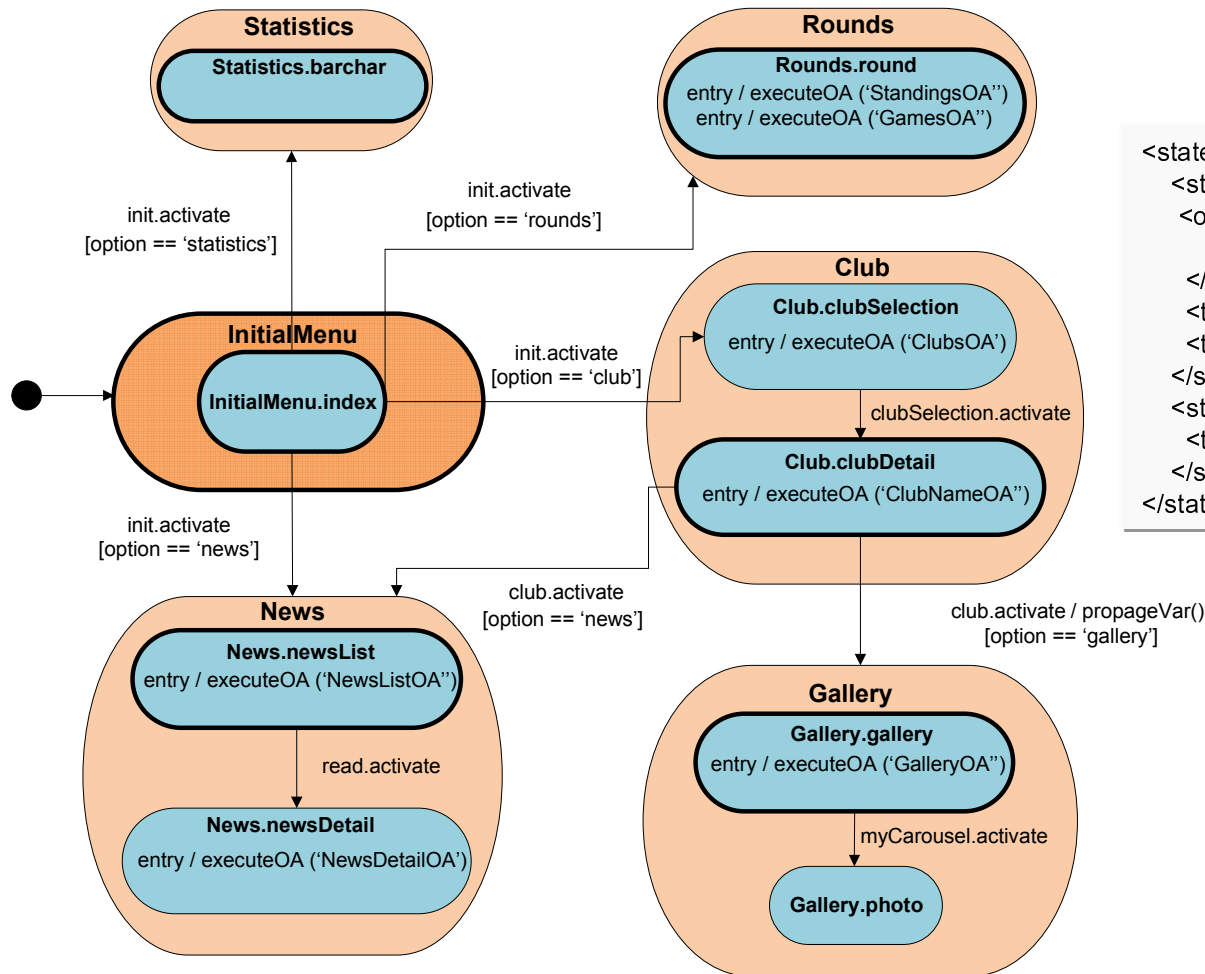 Statistics
Statistics.barchar
Rounds
Rounds.round
entry / executeOA (‘StandingsOA’’)
entry / executeOA (‘GamesOA’’)
init.activate
[option == ‘statistics’]
init.activate
[option == ‘rounds’]
InitialMenu
InitialMenu.index
init.activate
[option == ‘club’]
Club
Club.clubSelection
entry / executeOA (‘ClubsOA’)
clubSelection.activate
Club.clubDetail
entry / executeOA (‘ClubNameOA’’)
init.activate
[option == ‘news’]
club.activate
[option == ‘news’]
club.activate / propageVar()
[option == ‘gallery’]
News
News.newsList
entry / executeOA (‘NewsListOA’’)
read.activate
News.newsDetail
entry / executeOA (‘NewsDetailOA’)
Gallery
Gallery.gallery
entry / executeOA (‘GalleryOA’’)
myCarousel.activate
Gallery.photo
<state
<st
<o
</
<t
<t
</s
<st
<t
</s
</stat